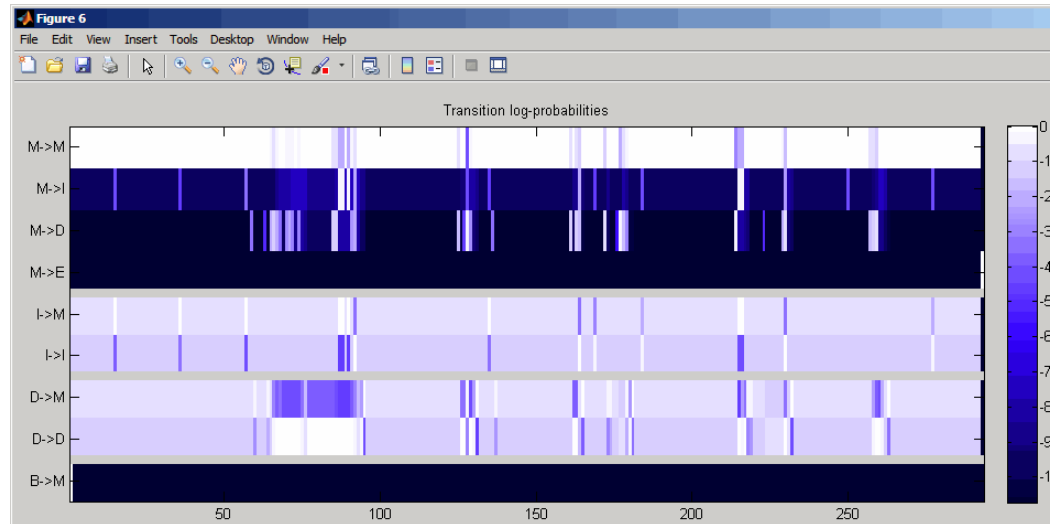 Figure 6
File Edit View Insert Tools Desktop Window Help
Transition log-probabilities
M->M
M->I
M->D
M->E
I->M
I->I
D->M
D->D
B->M
50 100 150 200 250
0
-1
-2
-3
-4
-5
-6
-7
-8
-9
-1